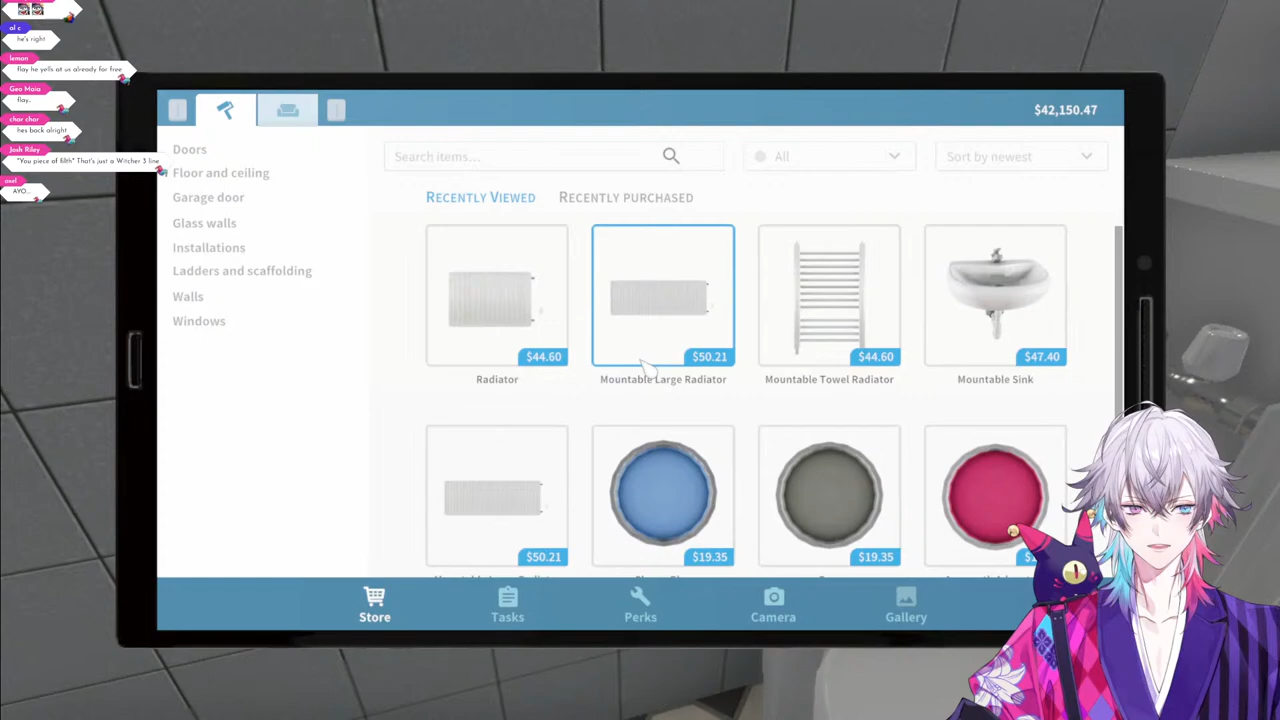 al c
he's right
leman
flay he yells at us already for free
Geo Maia
flay..
char char
hes back alright
Josh Riley
"You piece of filth" That's just a Witcher 3 line
axel
AYO...
$42,150.47
Doors
Floor and ceiling
Garage door
Glass walls
Installations
Ladders and scaffolding
Walls
Windows
Search items...
All
Sort by newest
RECENTLY VIEWED
RECENTLY PURCHASED
$44.60
$50.21
$44.60
$47.40
Radiator
Mountable Large Radiator
Mountable Towel Radiator
Mountable Sink
$50.21
$19.35
$19.35
Store
Tasks
Perks
Camera
Gallery